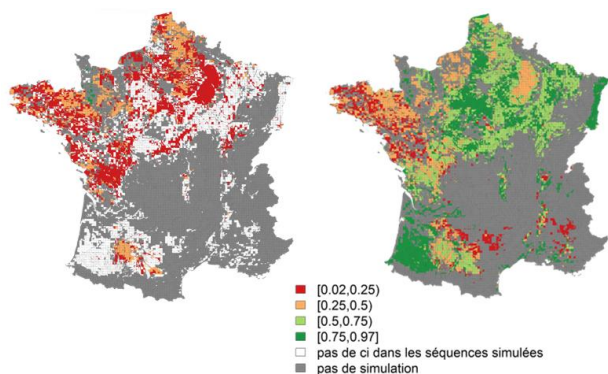 [0.02,0.25)
[0.25,0.5)
[0.5,0.75)
[0.75,0.97]
pas de ci dans les séquences simulées
pas de simulation